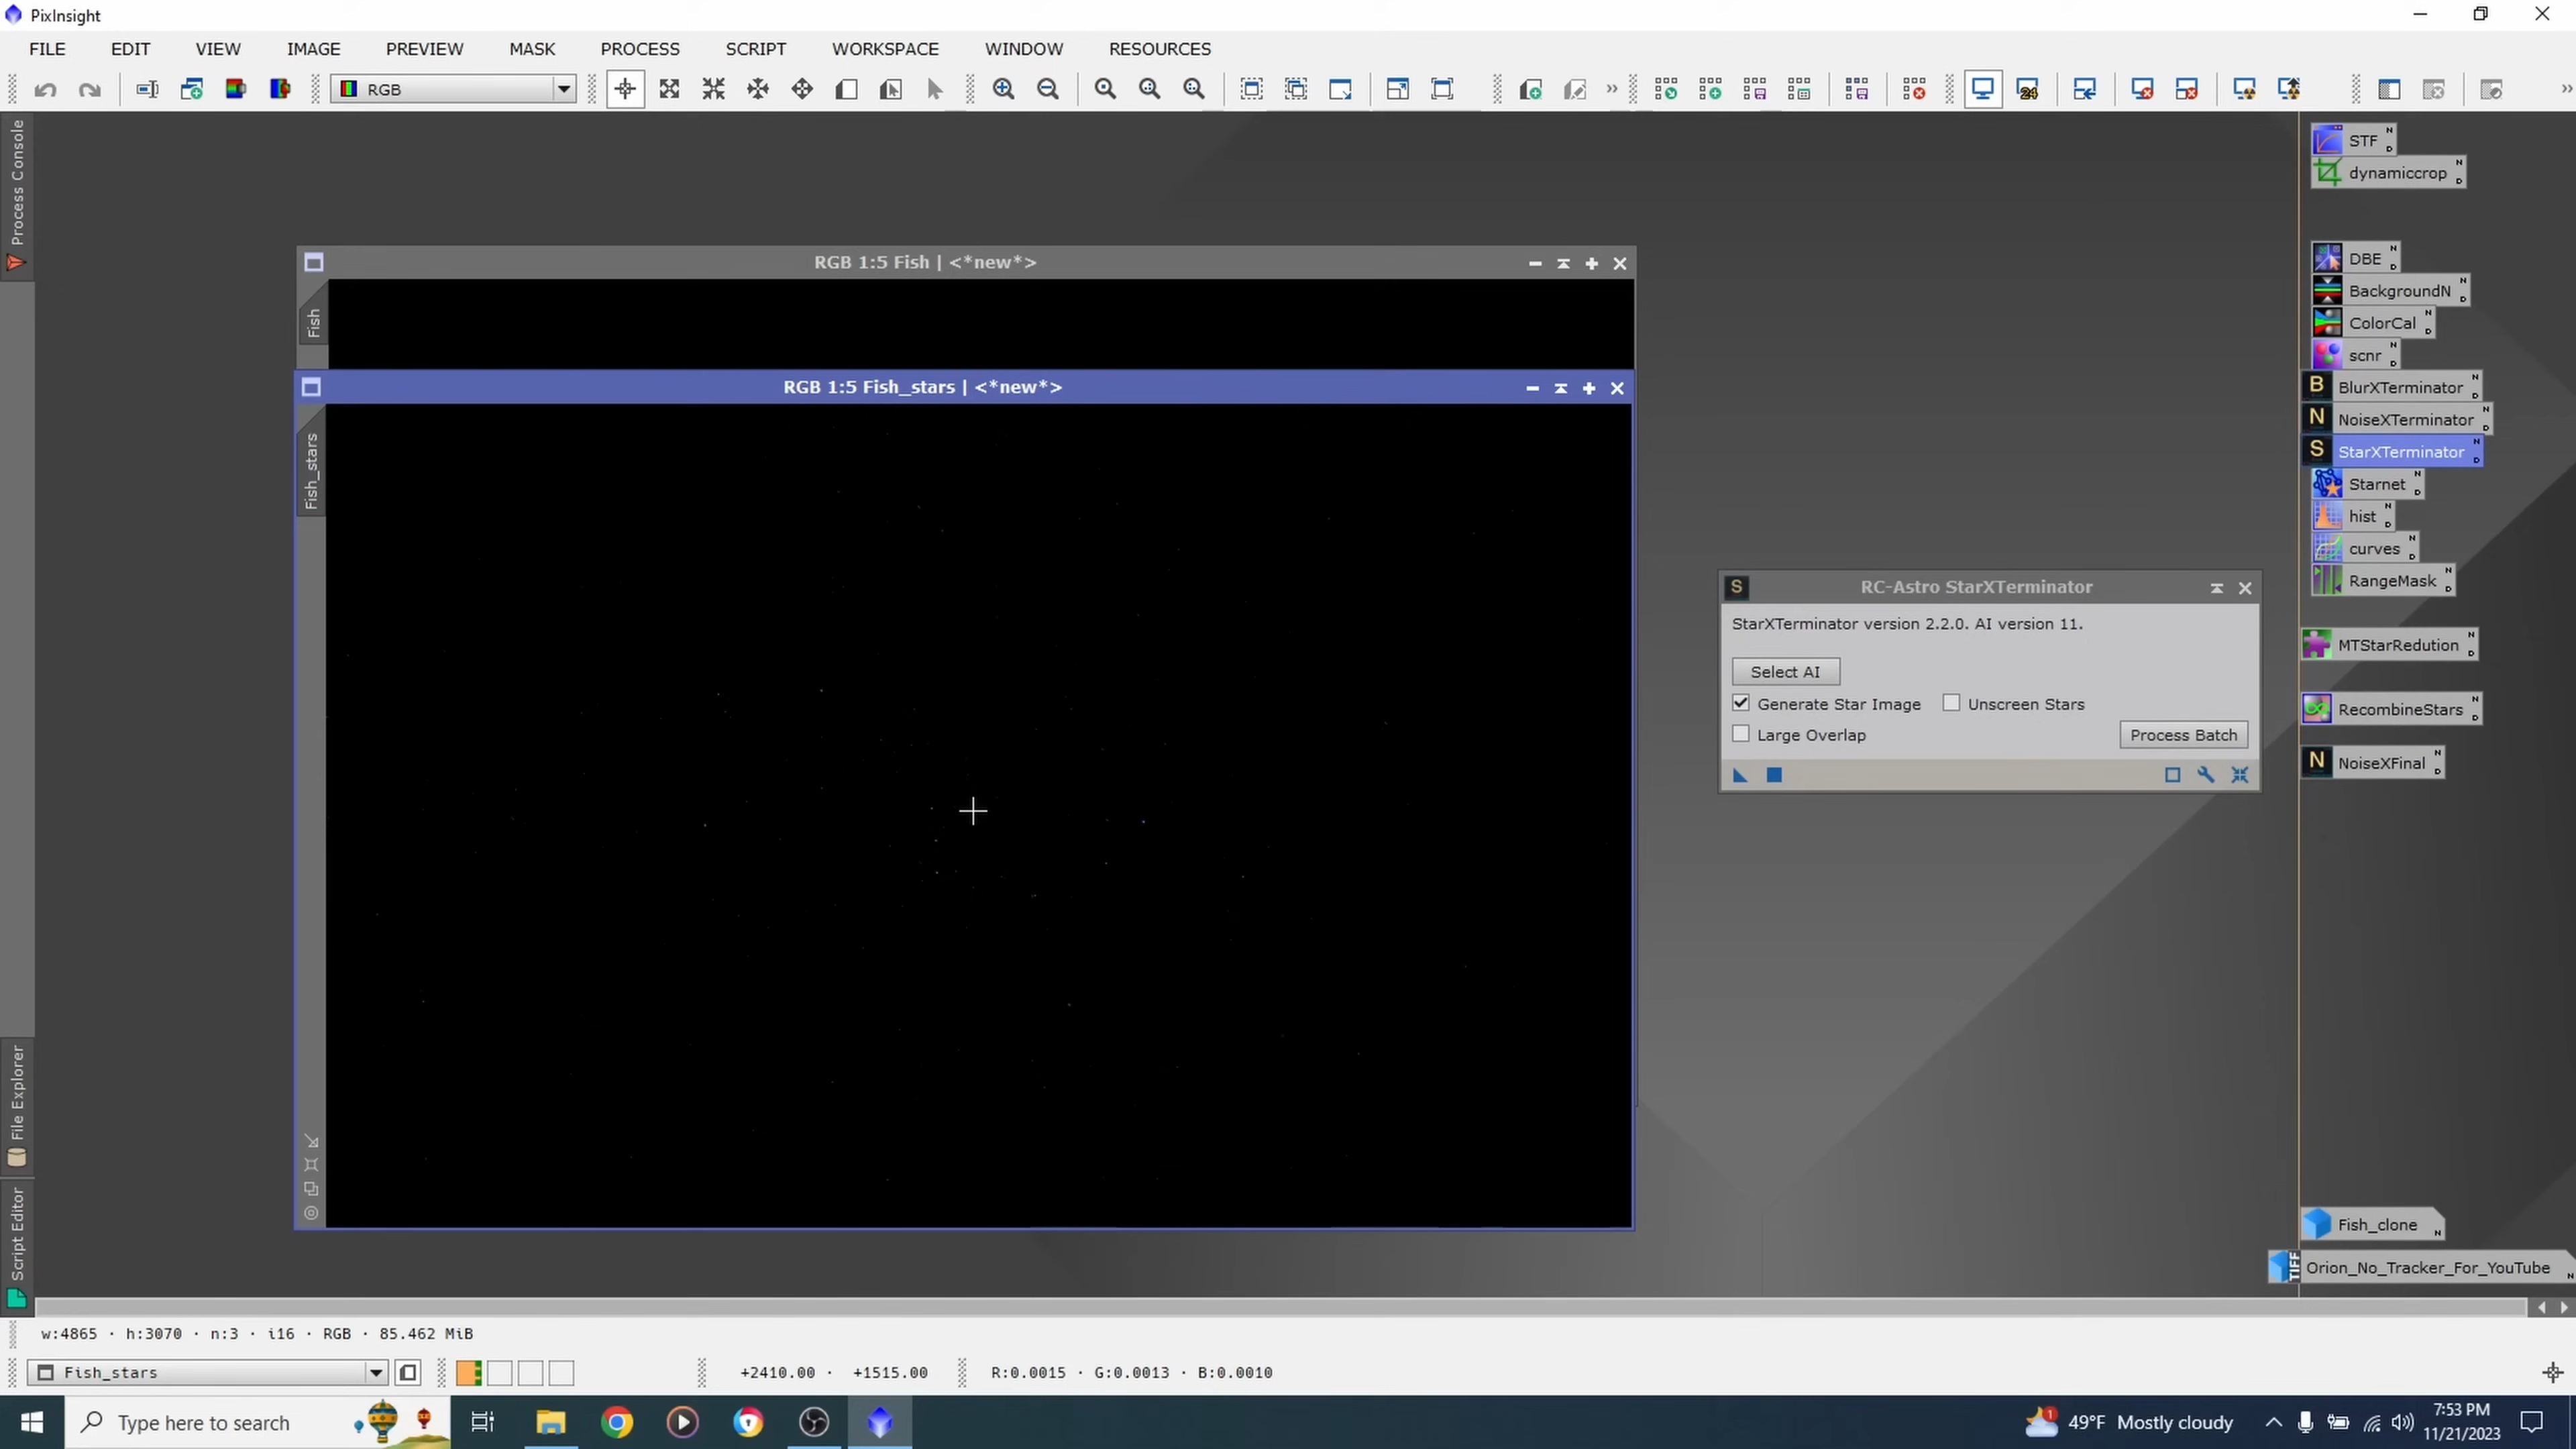 PixInsight
FILE EDIT VIEW IMAGE PREVIEW MASK PROCESS SCRIPT WORKSPACE WINDOW RESOURCES
RGB
24
Process Console
File Explorer
Script Editor
RGB 1:5 Fish | <*new*>
Fish
RGB 1:5 Fish_stars | <*new*>
Fish_stars
S RC-Astro StarXTerminator
StarXTerminator version 2.2.0. AI version 11.
Select AI
Generate Star Image Unscreen Stars
Large Overlap Process Batch
STF N D
dynamiccrop N D
DBE N D
BackgroundN N D
ColorCal N D
scnr N D
B BlurXTerminator N D
N NoiseXTerminator N D
S StarXTerminator N D
Starnet N D
hist N D
curves N D
RangeMask N D
MTStarRedution N D
RecombineStars N D
N NoiseXFinal N D
Fish_clone N
TIFF Orion_No_Tracker_For_YouTube N
w:4865 · h:3070 · n:3 · i16 · RGB · 85.462 MiB
Fish_stars +2410.00 · +1515.00 R:0.0015 · G:0.0013 · B:0.0010
Type here to search
1 49°F Mostly cloudy
7:53 PM
11/21/2023